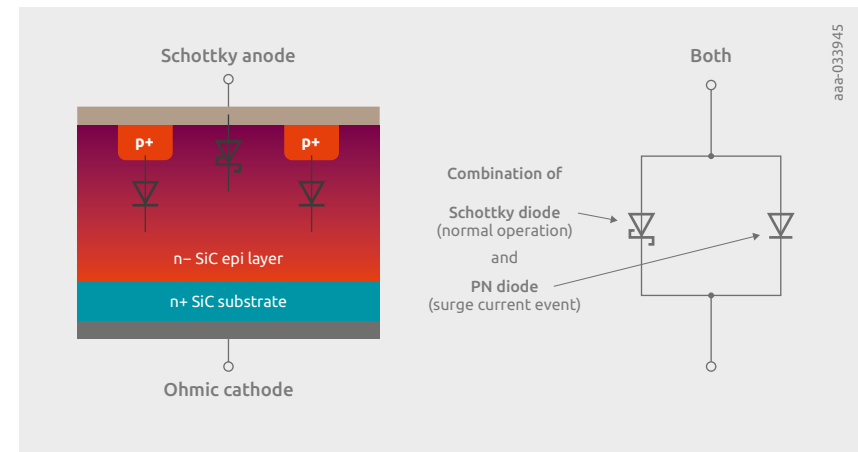 Schottky anode
p+
p+
n− SiC epi layer
n+ SiC substrate
Ohmic cathode
Both
Combination of
Schottky diode
(normal operation)
and
PN diode
(surge current event)
aaa-033945